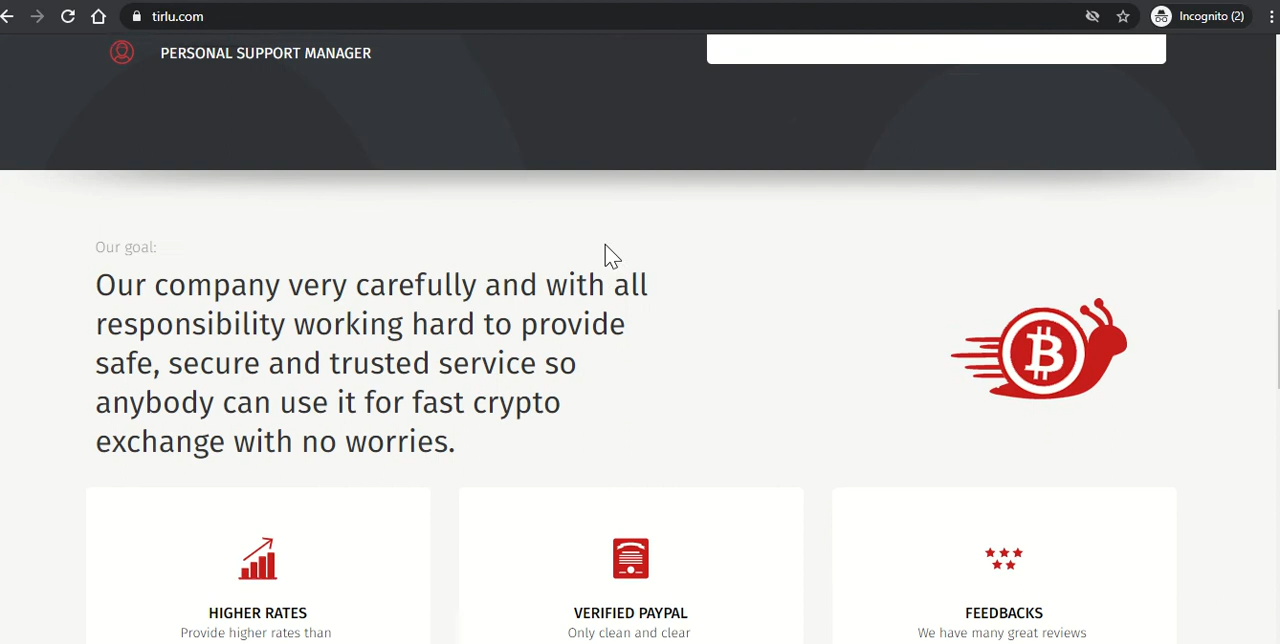 tirlu.com
Incognito (2)
PERSONAL SUPPORT MANAGER
Our goal:
Our company very carefully and with all
responsibility working hard to provide
safe, secure and trusted service so
anybody can use it for fast crypto
exchange with no worries.
HIGHER RATES
Provide higher rates than
VERIFIED PAYPAL
Only clean and clear
FEEDBACKS
We have many great reviews